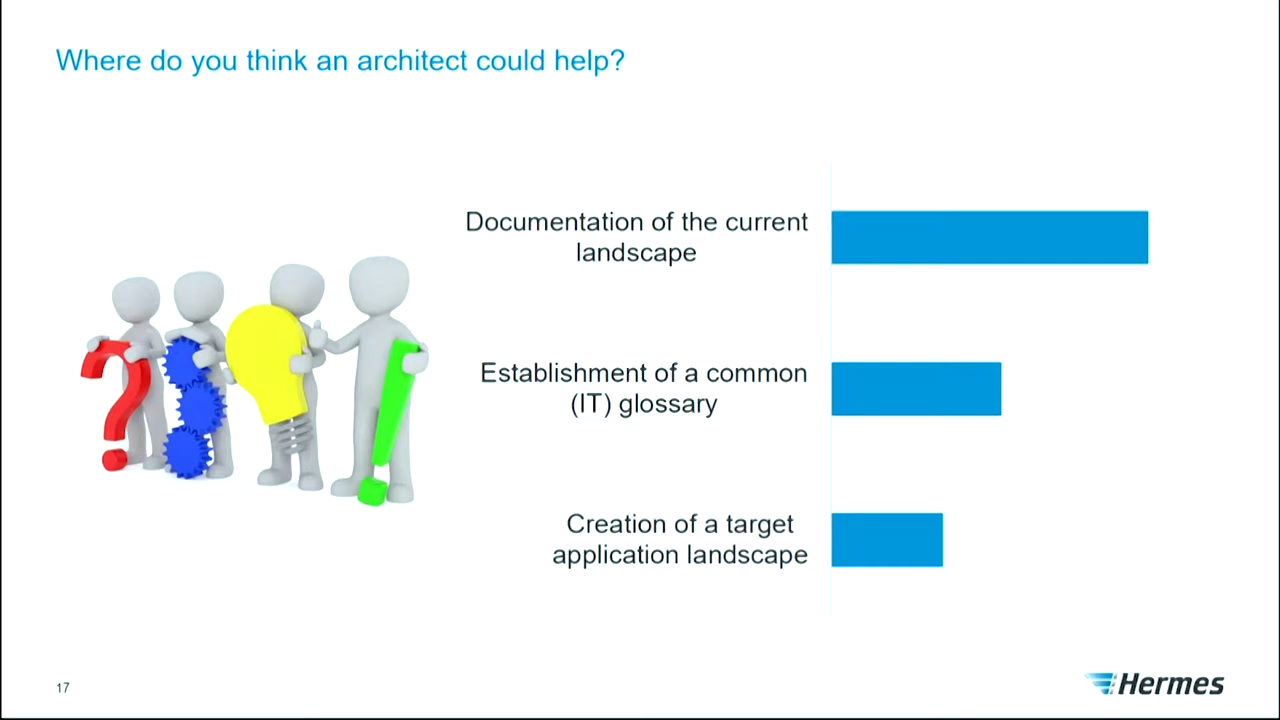 Where do you think an architect could help?
Documentation of the current
landscape
Establishment of a common
(IT) glossary
Creation of a target
application landscape
17
Hermes